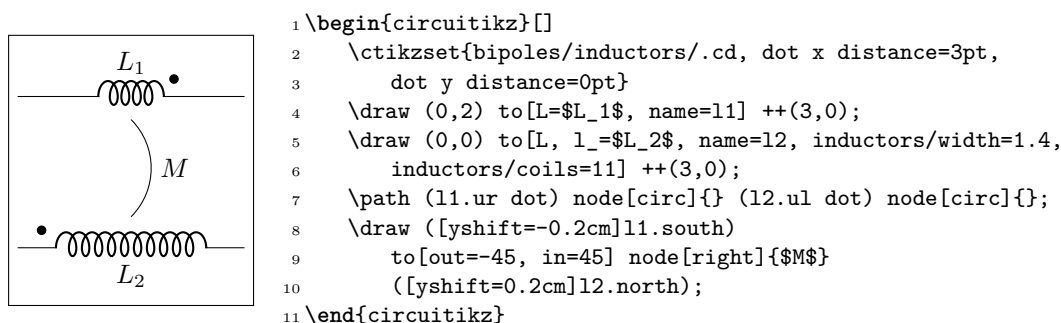 L1
M
L2
1 \begin{circuitikz}[]
2 \ctikzset{bipoles/inductors/.cd, dot x distance=3pt,
3 dot y distance=0pt}
4 \draw (0,2) to[L=$L_1$, name=l1] ++(3,0);
5 \draw (0,0) to[L, l_=$L_2$, name=l2, inductors/width=1.4,
6 inductors/coils=11] ++(3,0);
7 \path (l1.ur dot) node[circ]{} (l2.ul dot) node[circ]{};
8 \draw ([yshift=-0.2cm]l1.south)
9 to[out=-45, in=45] node[right]{$M$}
10 ([yshift=0.2cm]l2.north);
11 \end{circuitikz}